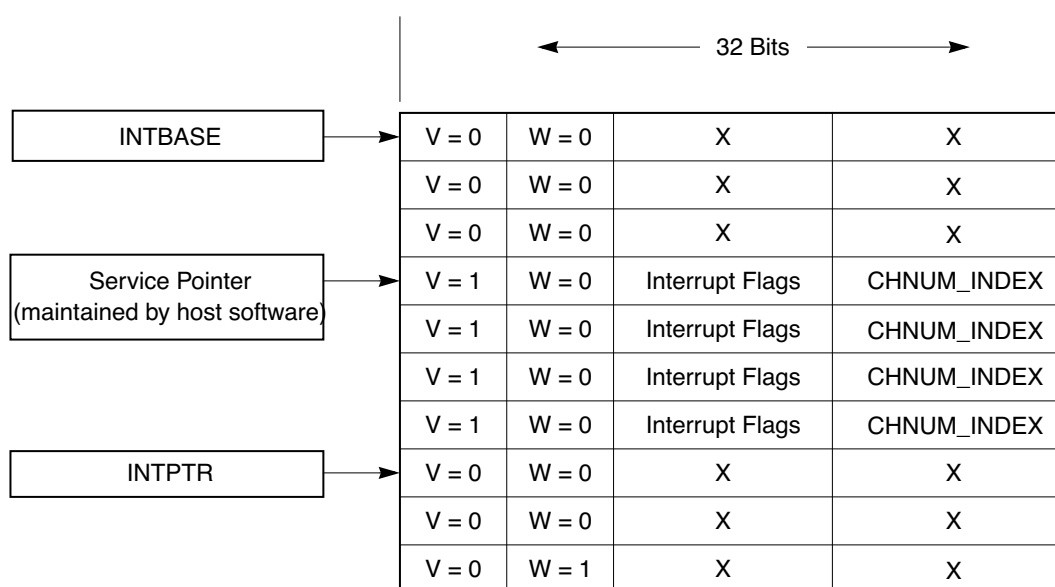 32 Bits
INTBASE V = 0 W = 0 X X
V = 0 W = 0 X X
V = 0 W = 0 X X
Service Pointer
(maintained by host software) V = 1 W = 0 Interrupt Flags CHNUM_INDEX
V = 1 W = 0 Interrupt Flags CHNUM_INDEX
V = 1 W = 0 Interrupt Flags CHNUM_INDEX
V = 1 W = 0 Interrupt Flags CHNUM_INDEX
INTPTR V = 0 W = 0 X X
V = 0 W = 0 X X
V = 0 W = 1 X X